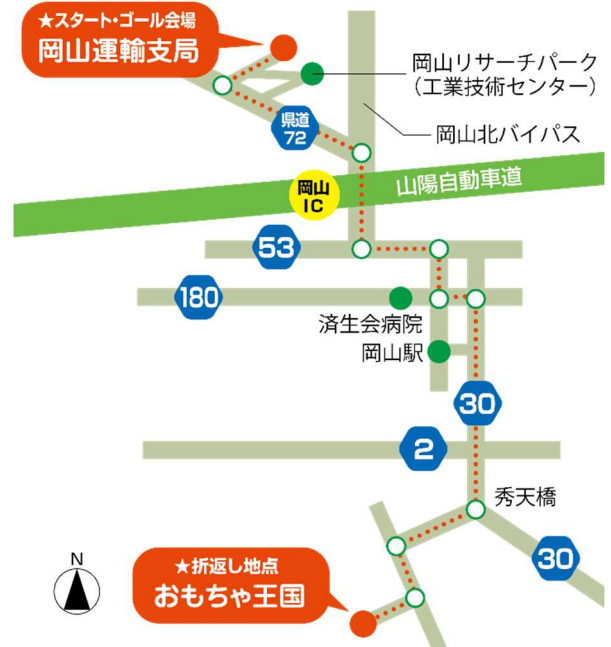 ★スタート・ゴール会場
岡山運輸支局
岡山リサーチパーク
（工業技術センター）
県道
72
岡山北バイパス
岡山
IC
山陽自動車道
53
180
済生会病院
岡山駅
30
2
秀天橋
30
N
★折返し地点
おもちゃ王国